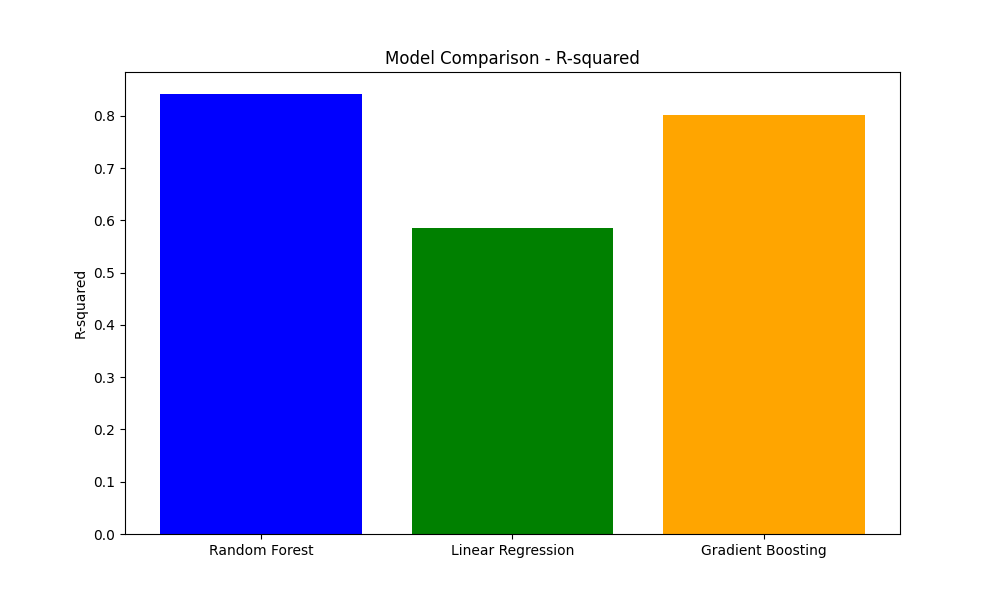 Model Comparison - R-squared
R-squared
0.8
0.7
0.6
0.5
0.4
0.3
0.2
0.1
0.0
Random Forest
Linear Regression
Gradient Boosting